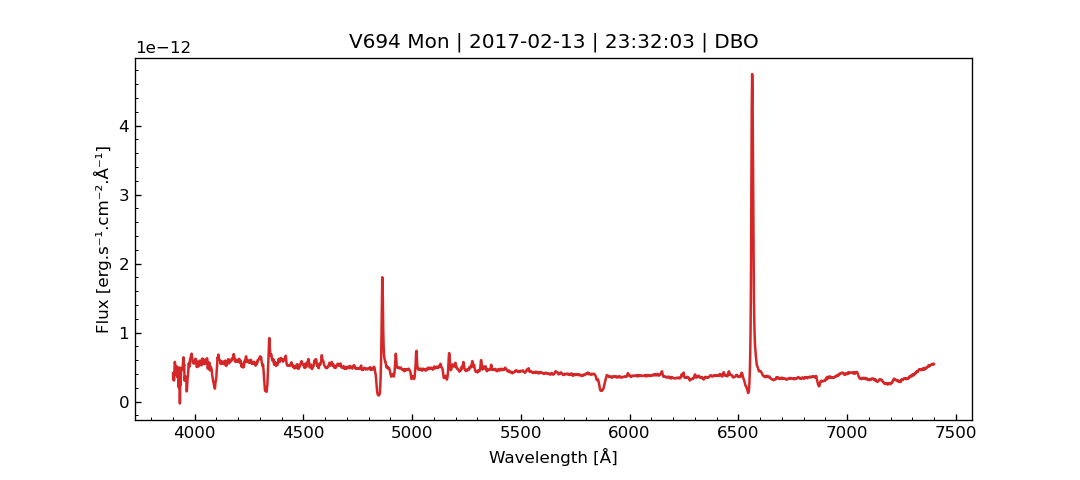 V694 Mon | 2017-02-13 | 23:32:03 | DBO
1e−12
Flux [erg.s⁻¹.cm⁻².Å⁻¹]
4
3
2
1
0
4000 4500 5000 5500 6000 6500 7000 7500
Wavelength [Å]